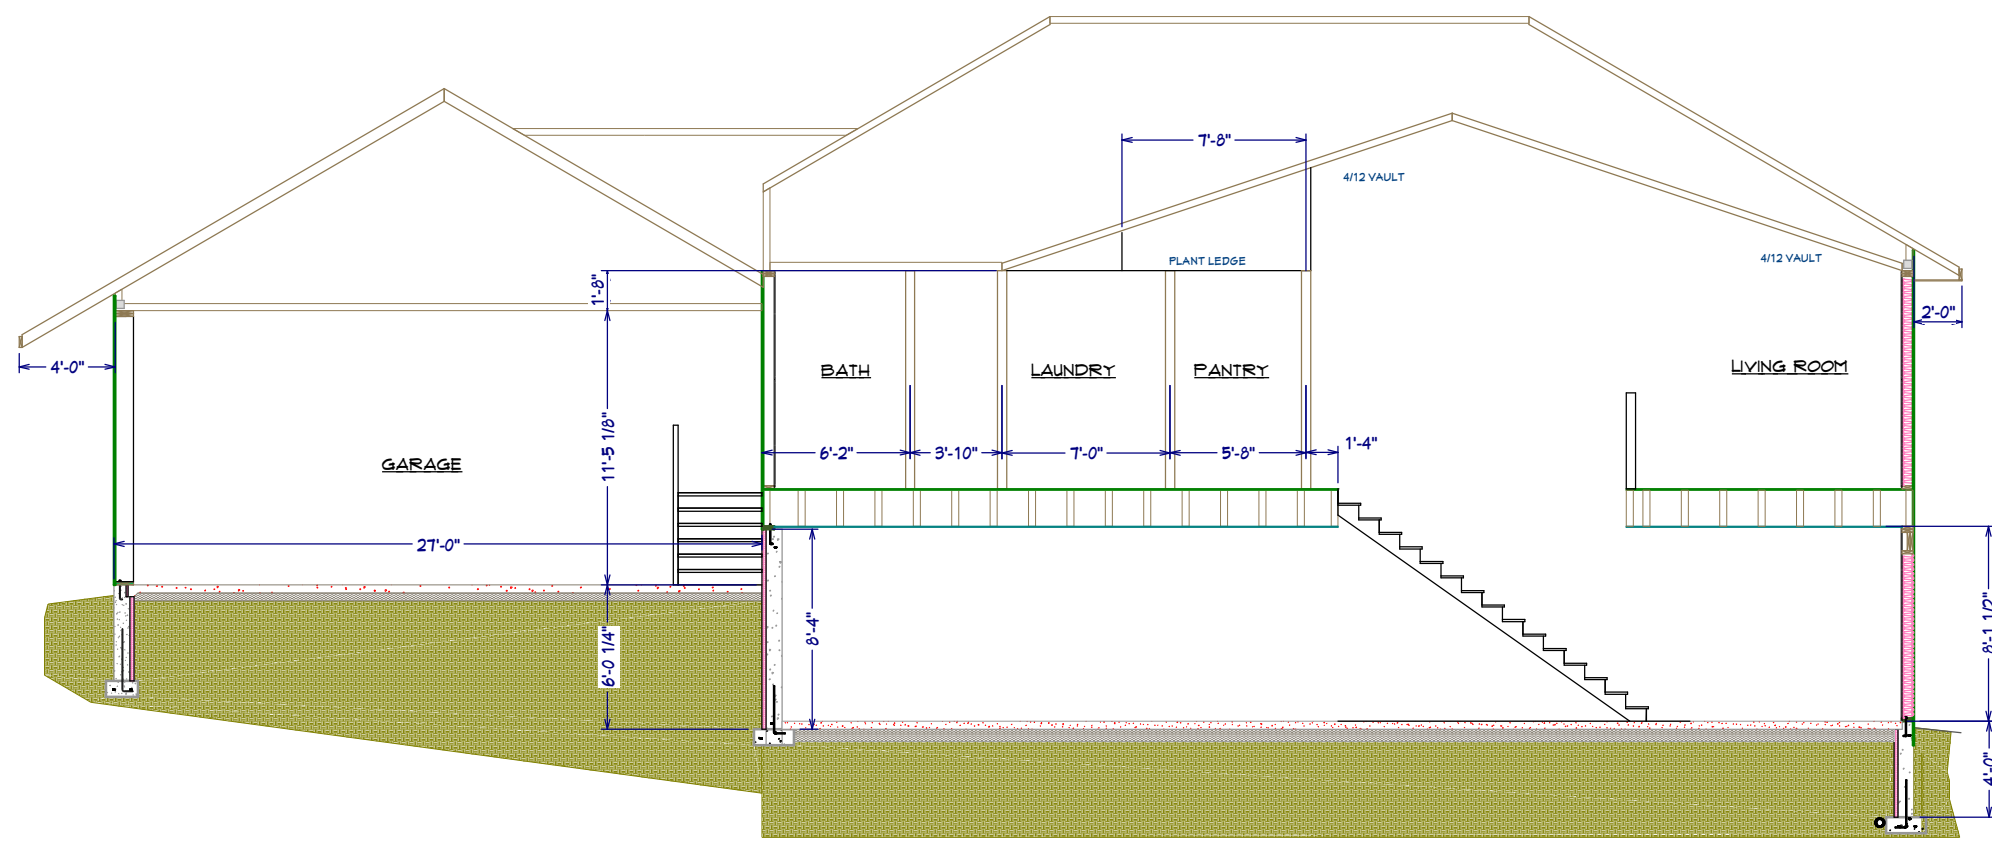 7'-8"
4/12 VAULT
PLANT LEDGE
4/12 VAULT
1'-8"
2'-0"
4'-0"
BATH
LAUNDRY
PANTRY
LIVING ROOM
11'-5 1/8"
1'-4"
6'-2"
3'-10"
7'-0"
5'-8"
GARAGE
27'-0"
8'-4"
8'-1 1/2"
6'-0 1/4"
4'-0"